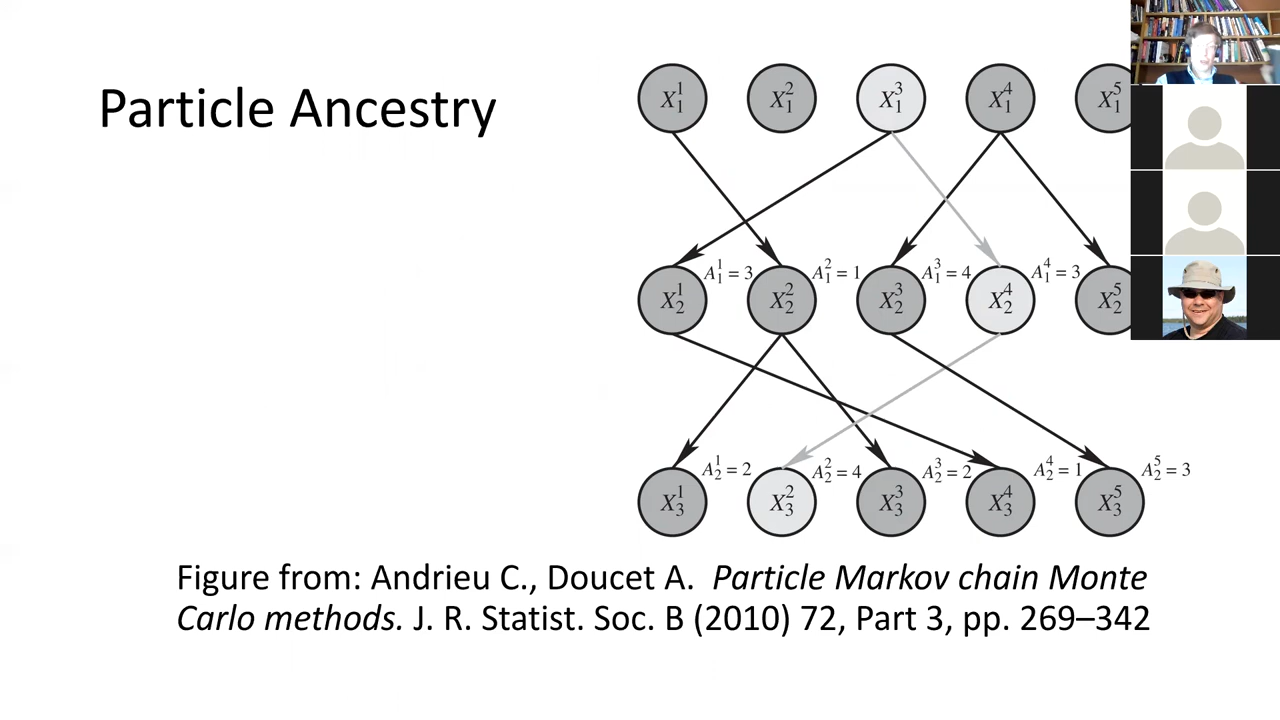 Particle Ancestry
X₁¹ X₁² X₁³ X₁⁴ X₁⁵
A₁¹ = 3 A₁² = 1 A₁³ = 4 A₁⁴ = 3
X₂¹ X₂² X₂³ X₂⁴ X₂⁵
A₂¹ = 2 A₂² = 4 A₂³ = 2 A₂⁴ = 1 A₂⁵ = 3
X₃¹ X₃² X₃³ X₃⁴ X₃⁵
Figure from: Andrieu C., Doucet A. Particle Markov chain Monte
Carlo methods. J. R. Statist. Soc. B (2010) 72, Part 3, pp. 269–342